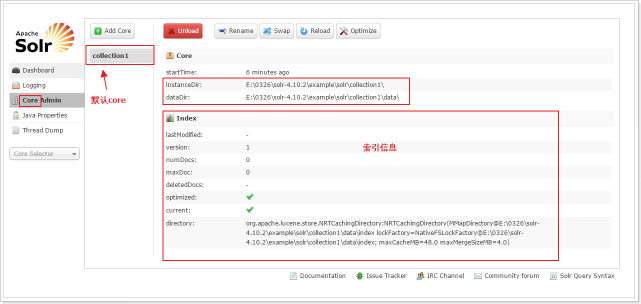 Apache
Solr
Dashboard
Logging
Core Admin
Java Properties
Thread Dump
Core Selector
Add Core
Unload
Rename
Swap
Reload
Optimize
collection1
默认core
Core
startTime: 6 minutes ago
instanceDir: E:\0326\solr-4.10.2\example\solr\collection1\
dataDir: E:\0326\solr-4.10.2\example\solr\collection1\data\
Index
lastModified: -
version: 1
numDocs: 0
maxDoc: 0
deletedDocs: -
optimized:
current:
directory: org.apache.lucene.store.NRTCachingDirectory:NRTCachingDirectory(MMapDirectory@E:\0326\solr-
4.10.2\example\solr\collection1\data\index lockFactory=NativeFSLockFactory@E:\0326\solr-
4.10.2\example\solr\collection1\data\index; maxCacheMB=48.0 maxMergeSizeMB=4.0)
索引信息
Documentation
Issue Tracker
IRC Channel
Community forum
Solr Query Syntax